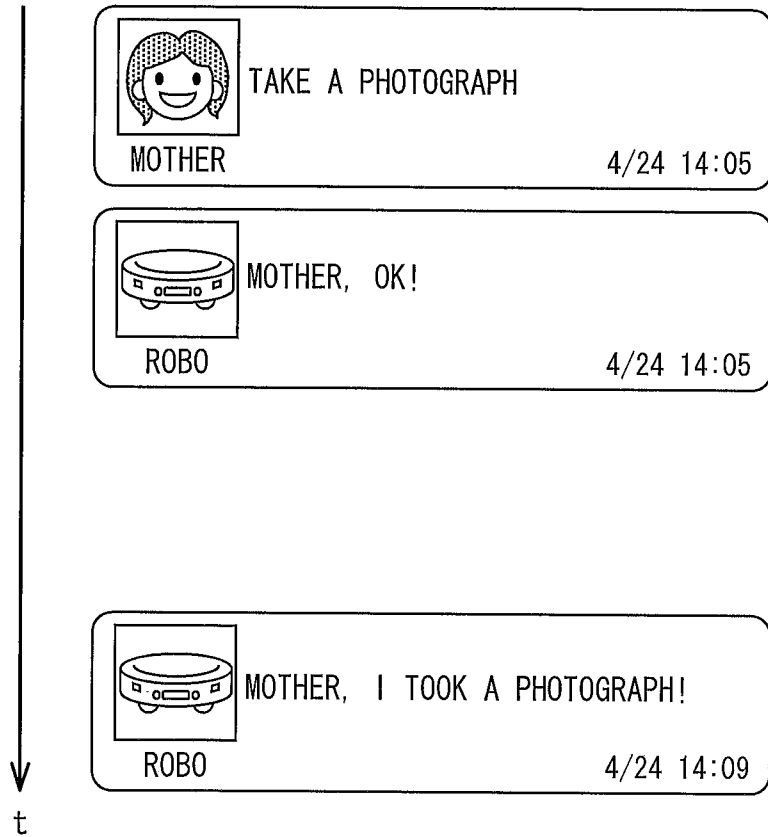 TAKE A PHOTOGRAPH
MOTHER
4/24 14:05
MOTHER, OK!
ROBO
4/24 14:05
MOTHER, I TOOK A PHOTOGRAPH!
ROBO
4/24 14:09
t